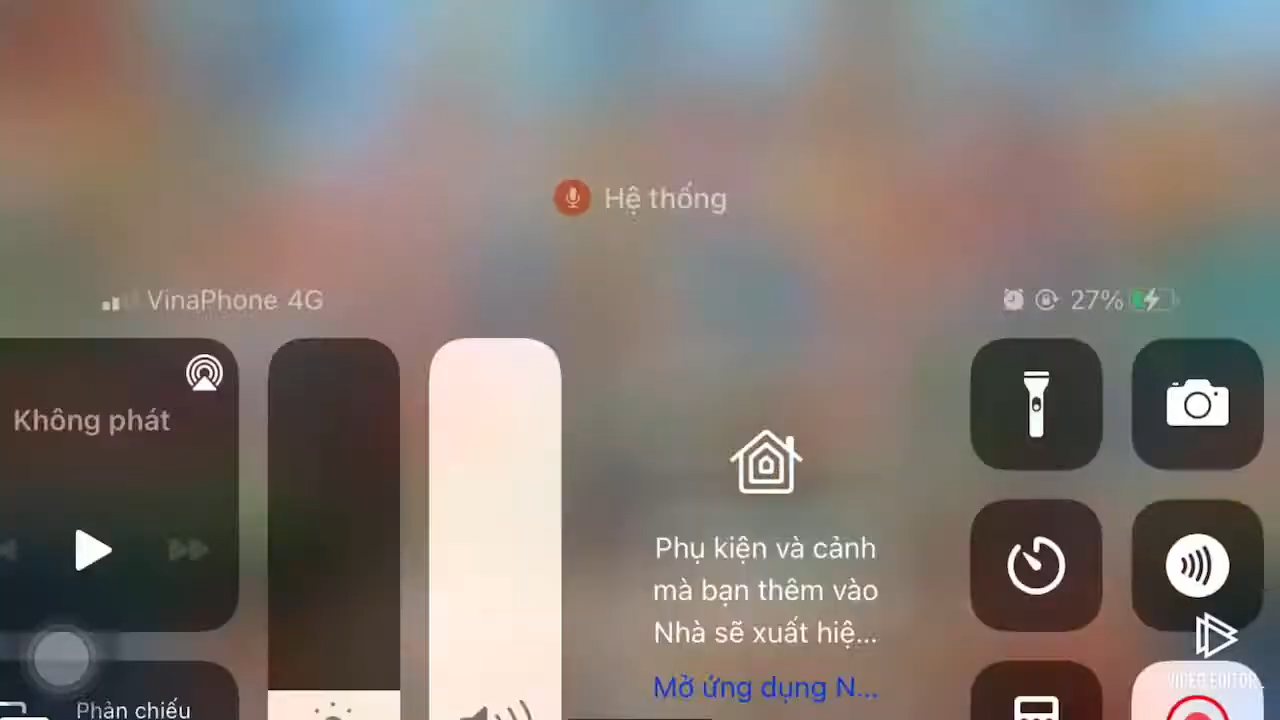 Hệ thống
VinaPhone 4G
27%
Không phát
Phụ kiện và cảnh
mà bạn thêm vào
Nhà sẽ xuất hiệ...
Mở ứng dụng N...
Phản chiếu
VIDEO EDITOR